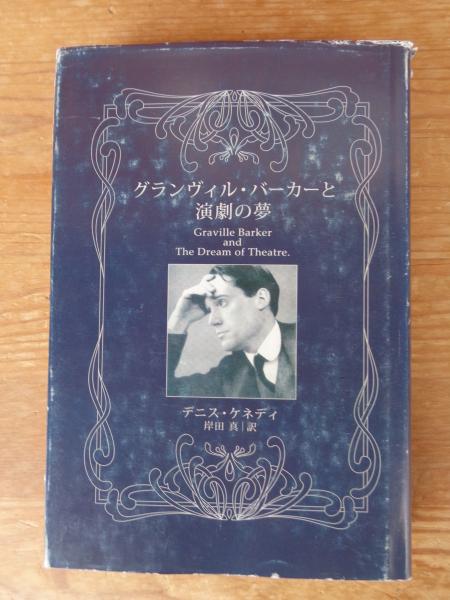 グランヴィル・バーカーと
演劇の夢
Graville Barker
and
The Dream of Theatre.
デニス・ケネディ
岸田 真|訳